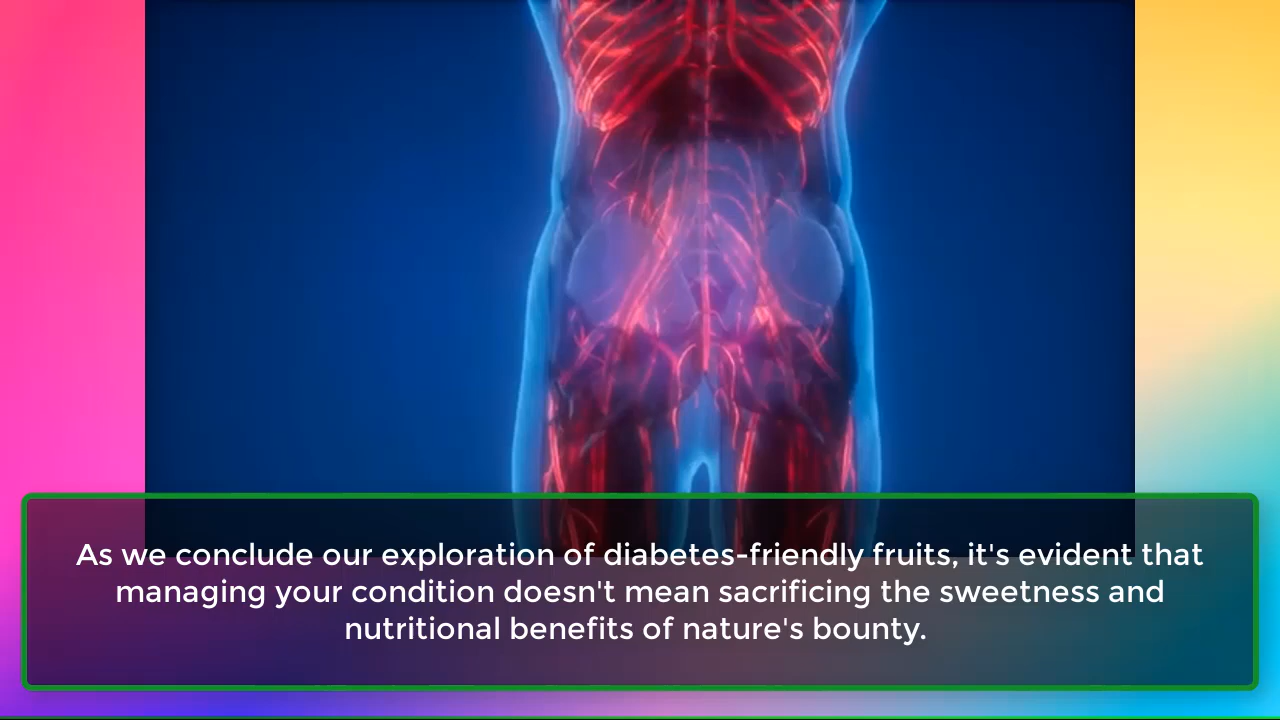 As we conclude our exploration of diabetes-friendly fruits, it's evident that
managing your condition doesn't mean sacrificing the sweetness and
nutritional benefits of nature's bounty.